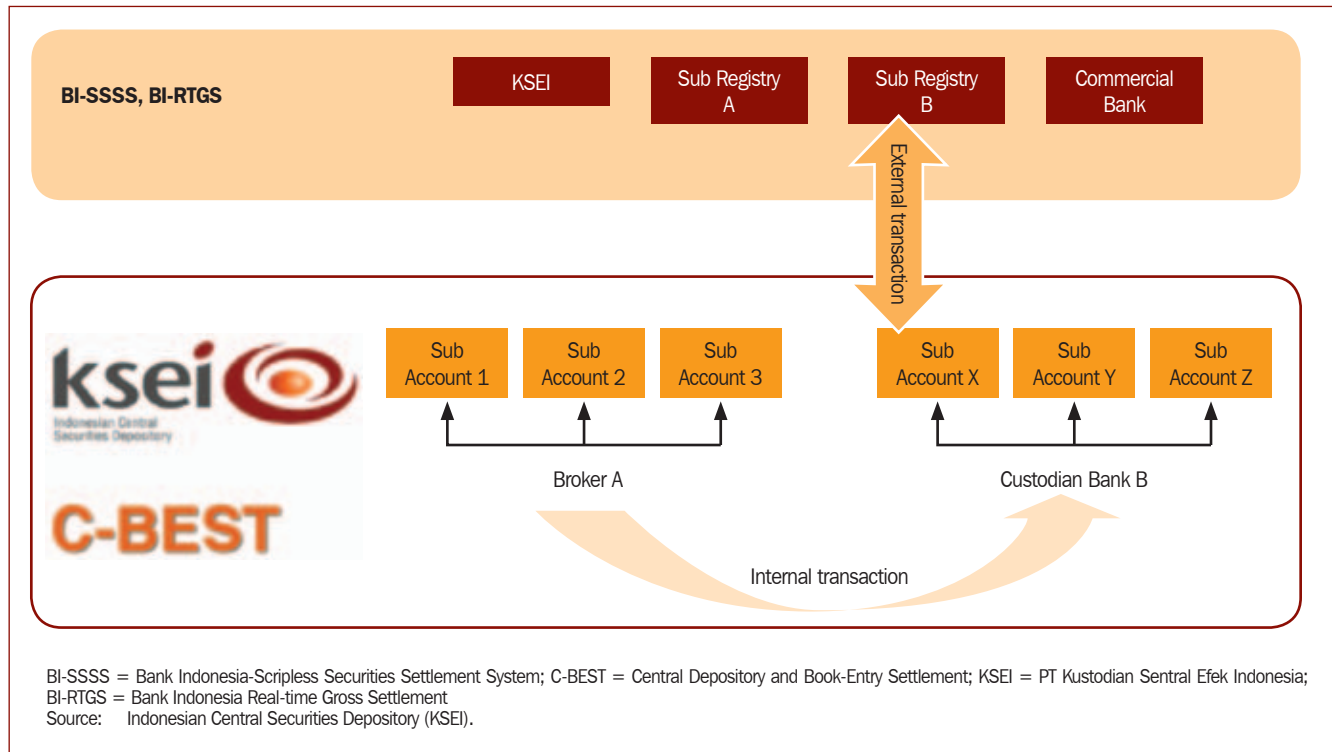 BI-SSSS, BI-RTGS
KSEI
Sub Registry
A
Sub Registry
B
Commercial
Bank
External transaction
ksei
Indonesian Central
Securities Depository
C-BEST
Sub
Account 1
Sub
Account 2
Sub
Account 3
Sub
Account X
Sub
Account Y
Sub
Account Z
Broker A
Custodian Bank B
Internal transaction
BI-SSSS = Bank Indonesia-Scripless Securities Settlement System; C-BEST = Central Depository and Book-Entry Settlement; KSEI = PT Kustodian Sentral Efek Indonesia;
BI-RTGS = Bank Indonesia Real-time Gross Settlement
Source: Indonesian Central Securities Depository (KSEI).